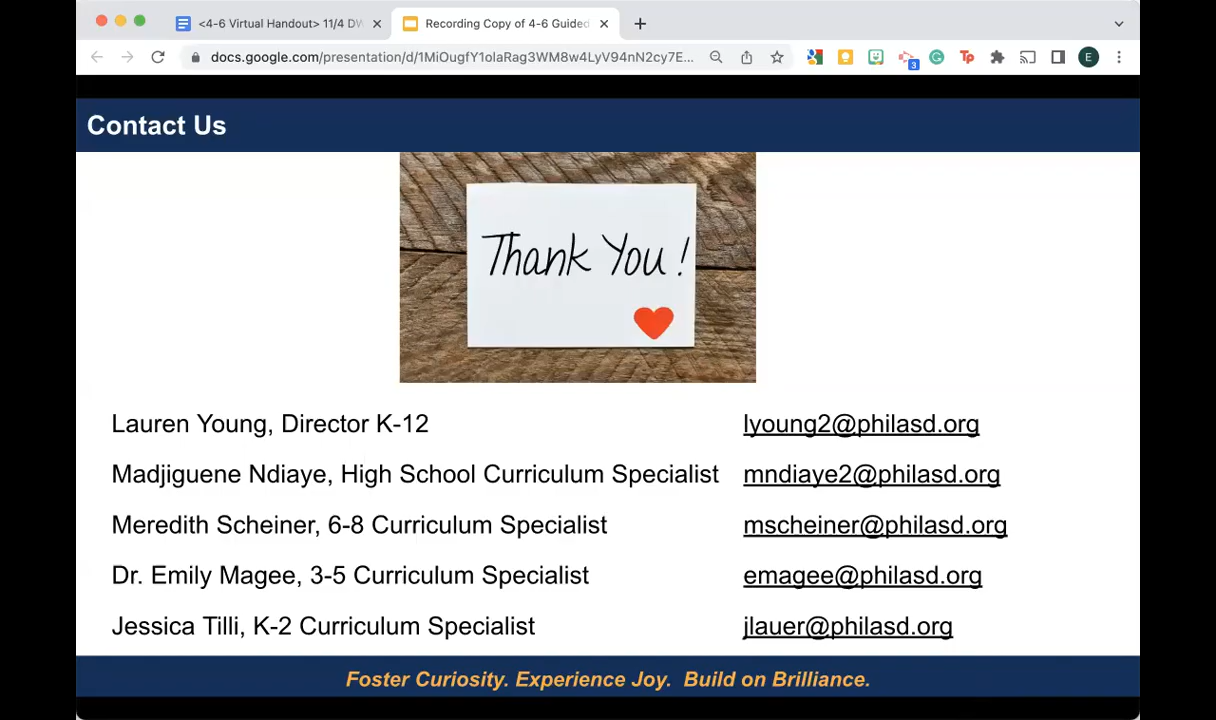 <4-6 Virtual Handout> 11/4 DW
Recording Copy of 4-6 Guided
docs.google.com/presentation/d/1MiOugfY1olaRag3WM8w4LyV94nN2cy7E...
3
Tp
E
Contact Us
Thank You!
Lauren Young, Director K-12 lyoung2@philasd.org
Madjiguene Ndiaye, High School Curriculum Specialist mndiaye2@philasd.org
Meredith Scheiner, 6-8 Curriculum Specialist mscheiner@philasd.org
Dr. Emily Magee, 3-5 Curriculum Specialist emagee@philasd.org
Jessica Tilli, K-2 Curriculum Specialist jlauer@philasd.org
Foster Curiosity. Experience Joy. Build on Brilliance.